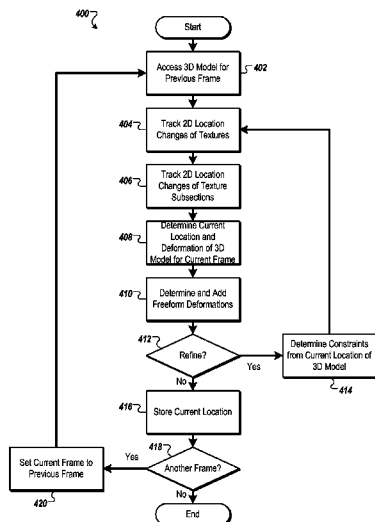 400
Start
Access 3D Model for
Previous Frame
402
404
Track 2D Location
Changes of Textures
406
Track 2D Location
Changes of Texture
Subsections
408
Determine Current
Location and
Deformation of 3D
Model for Current Frame
410
Determine and Add
Freeform Deformations
412
Refine?
Yes
No
Determine Constraints
from Current Location of
3D Model
414
416
Store Current Location
418
Another Frame?
Yes
No
Set Current Frame to
Previous Frame
420
End